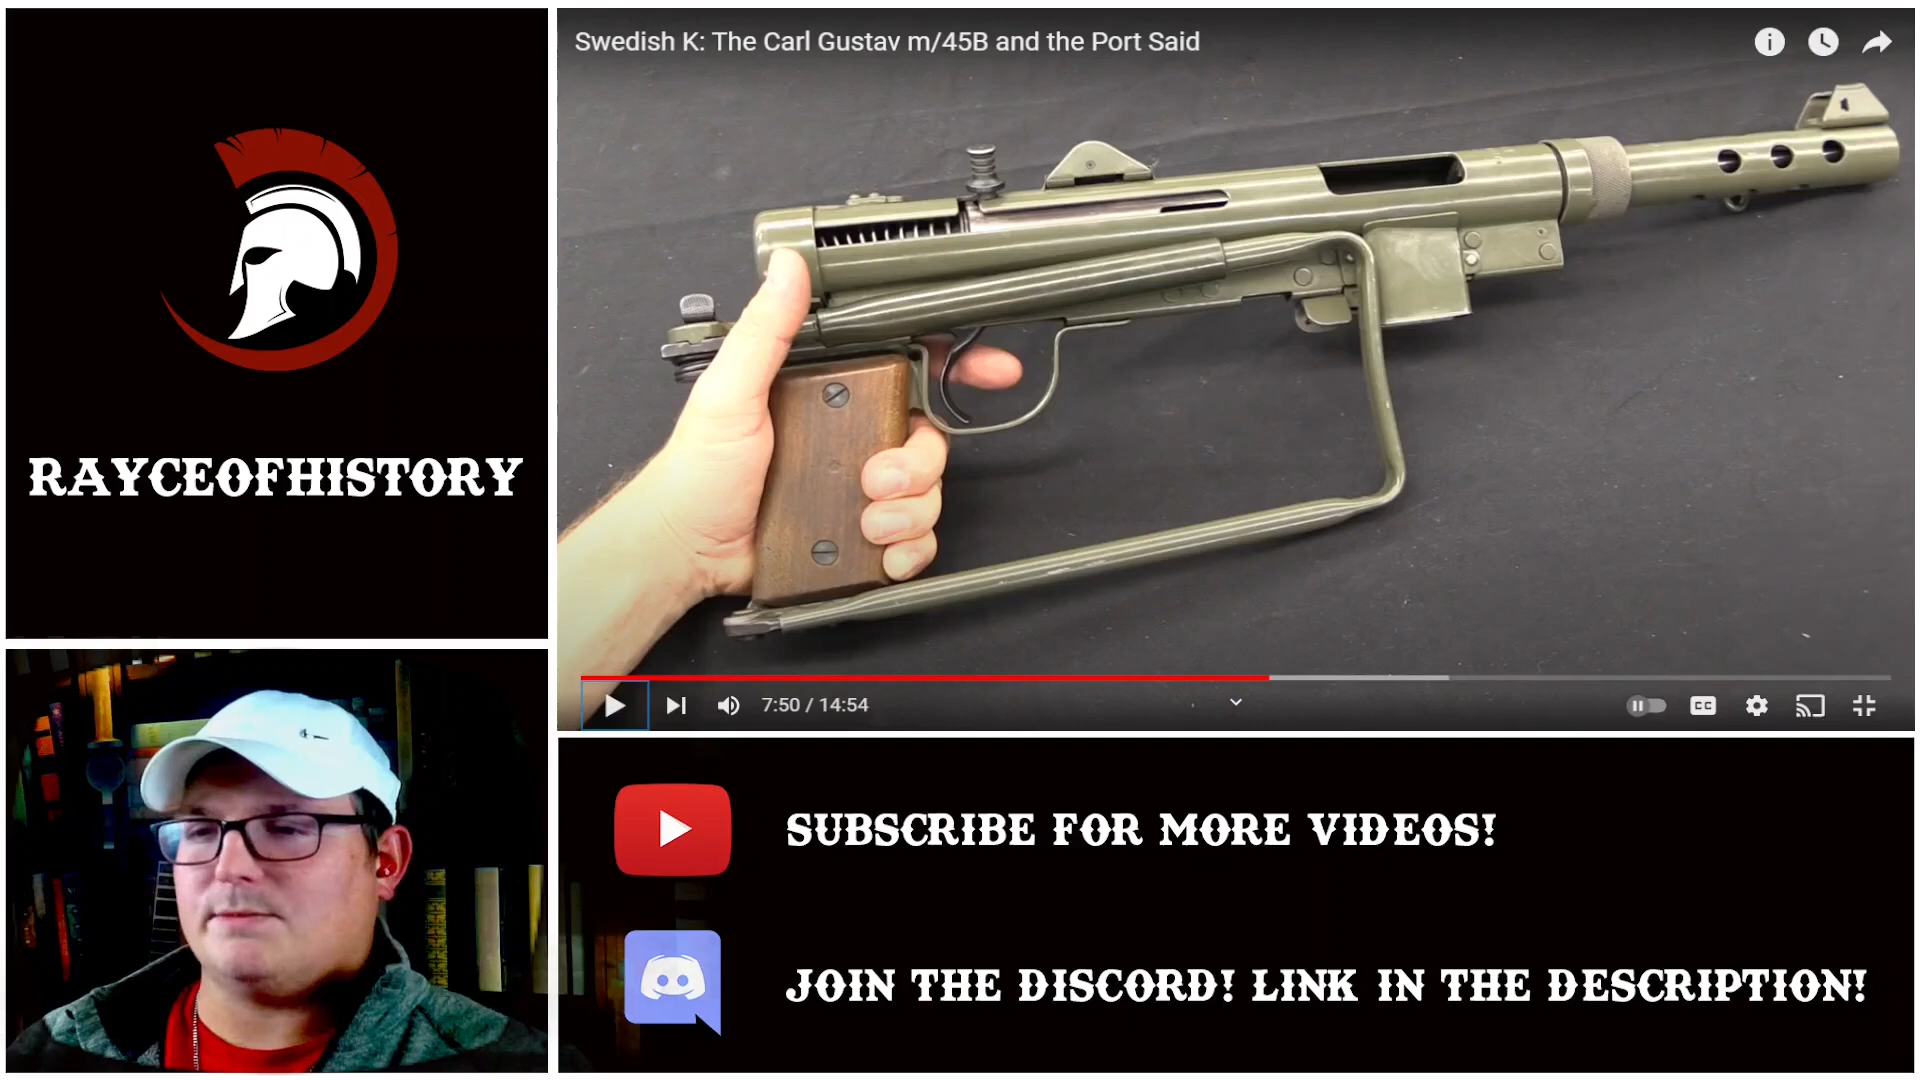 Swedish K: The Carl Gustav m/45B and the Port Said
RAYCEOFHISTORY
7:50 / 14:54
CC
SUBSCRIBE FOR MORE VIDEOS!
JOIN THE DISCORD! LINK IN THE DESCRIPTION!